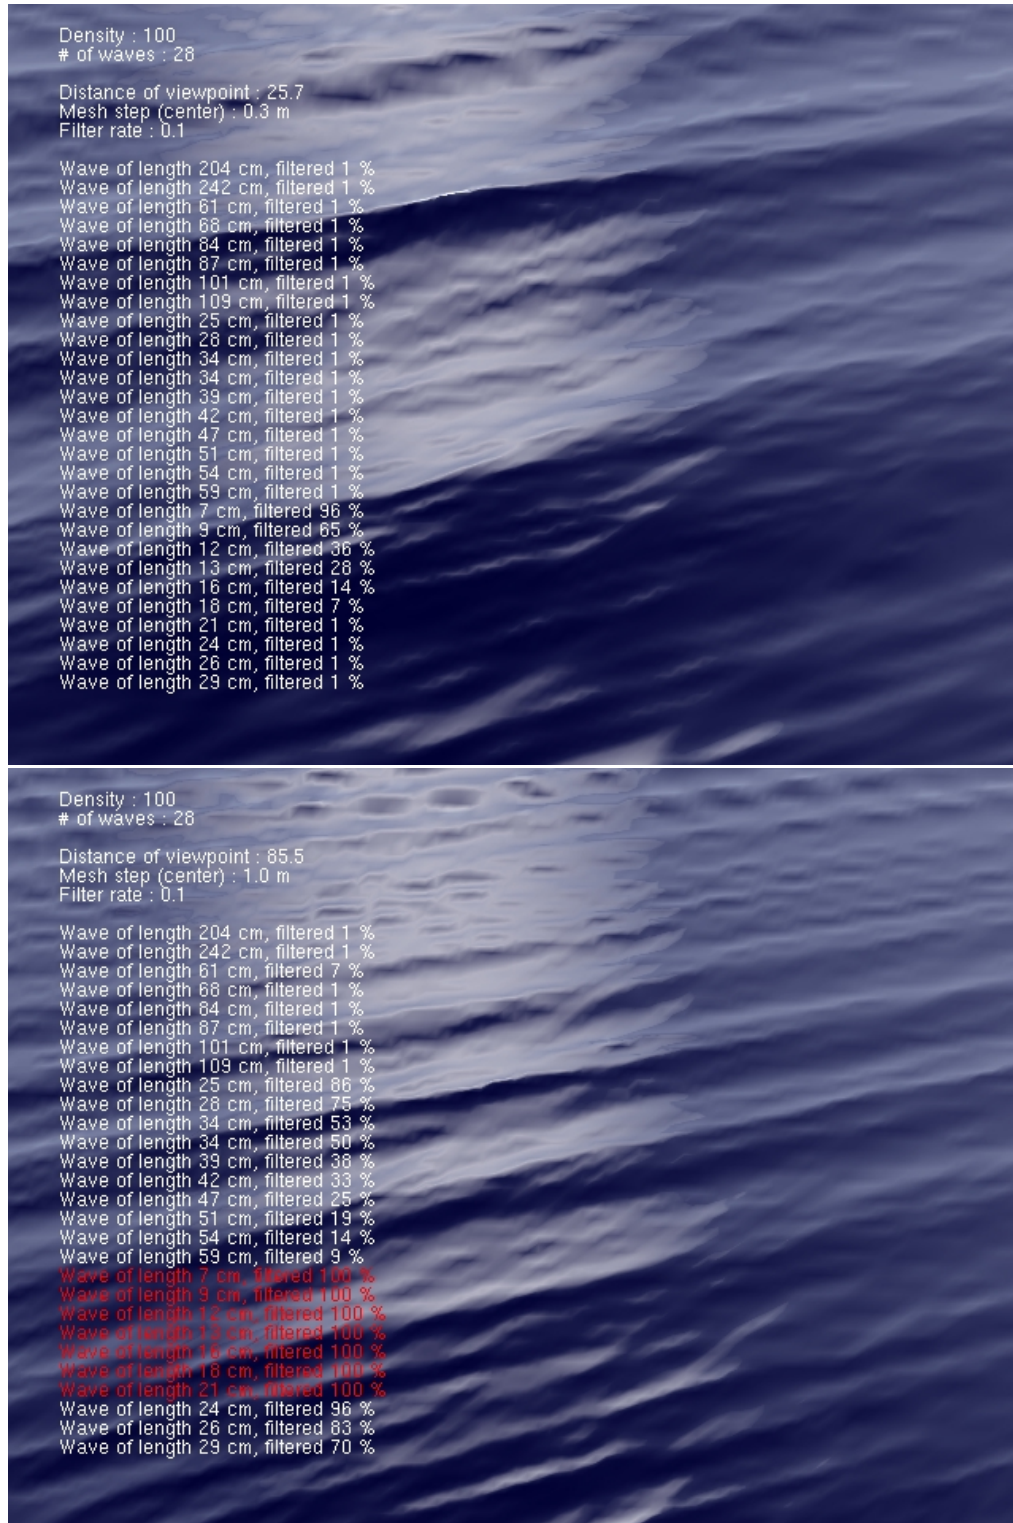 Density : 100
# of waves : 28
Distance of viewpoint : 25.7
Mesh step (center) : 0.3 m
Filter rate : 0.1
Wave of length 204 cm, filtered 1 %
Wave of length 242 cm, filtered 1 %
Wave of length 61 cm, filtered 1 %
Wave of length 68 cm, filtered 1 %
Wave of length 84 cm, filtered 1 %
Wave of length 87 cm, filtered 1 %
Wave of length 101 cm, filtered 1 %
Wave of length 109 cm, filtered 1 %
Wave of length 25 cm, filtered 1 %
Wave of length 28 cm, filtered 1 %
Wave of length 34 cm, filtered 1 %
Wave of length 34 cm, filtered 1 %
Wave of length 39 cm, filtered 1 %
Wave of length 42 cm, filtered 1 %
Wave of length 47 cm, filtered 1 %
Wave of length 51 cm, filtered 1 %
Wave of length 54 cm, filtered 1 %
Wave of length 59 cm, filtered 1 %
Wave of length 7 cm, filtered 96 %
Wave of length 9 cm, filtered 65 %
Wave of length 12 cm, filtered 36 %
Wave of length 13 cm, filtered 28 %
Wave of length 16 cm, filtered 14 %
Wave of length 18 cm, filtered 7 %
Wave of length 21 cm, filtered 1 %
Wave of length 24 cm, filtered 1 %
Wave of length 26 cm, filtered 1 %
Wave of length 29 cm, filtered 1 %
Density : 100
# of waves : 28
Distance of viewpoint : 85.5
Mesh step (center) : 1.0 m
Filter rate : 0.1
Wave of length 204 cm, filtered 1 %
Wave of length 242 cm, filtered 1 %
Wave of length 61 cm, filtered 7 %
Wave of length 68 cm, filtered 1 %
Wave of length 84 cm, filtered 1 %
Wave of length 87 cm, filtered 1 %
Wave of length 101 cm, filtered 1 %
Wave of length 109 cm, filtered 1 %
Wave of length 25 cm, filtered 86 %
Wave of length 28 cm, filtered 75 %
Wave of length 34 cm, filtered 53 %
Wave of length 34 cm, filtered 50 %
Wave of length 39 cm, filtered 38 %
Wave of length 42 cm, filtered 33 %
Wave of length 47 cm, filtered 25 %
Wave of length 51 cm, filtered 19 %
Wave of length 54 cm, filtered 14 %
Wave of length 59 cm, filtered 9 %
Wave of length 7 cm, filtered 100 %
Wave of length 9 cm, filtered 100 %
Wave of length 12 cm, filtered 100 %
Wave of length 13 cm, filtered 100 %
Wave of length 16 cm, filtered 100 %
Wave of length 18 cm, filtered 100 %
Wave of length 21 cm, filtered 100 %
Wave of length 24 cm, filtered 96 %
Wave of length 26 cm, filtered 83 %
Wave of length 29 cm, filtered 70 %